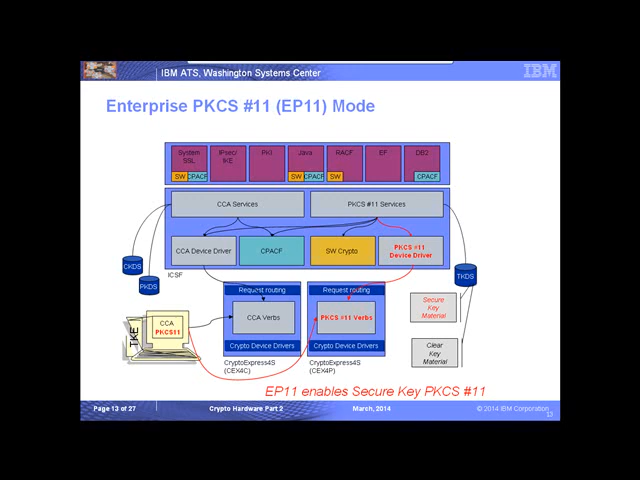 IBM ATS, Washington Systems Center
IBM
Enterprise PKCS #11 (EP11) Mode
System
SSL
SW CPACF
IPsec/
IKE
PKI
Java
SW CPACF
RACF
SW
EF
DB2
CPACF
CCA Services
PKCS #11 Services
CCA Device Driver
CPACF
SW Crypto
PKCS #11
Device Driver
ICSF
CKDS
PKDS
TKDS
Request routing
CCA Verbs
Crypto Device Drivers
Request routing
PKCS #11 Verbs
Crypto Device Drivers
Secure
Key
Material
TKE
CCA
PKCS11
Clear
Key
Material
CryptoExpress4S
(CEX4C)
CryptoExpress4S
(CEX4P)
EP11 enables Secure Key PKCS #11
Page 13 of 27
Crypto Hardware Part 2
March, 2014
© 2014 IBM Corporation
13